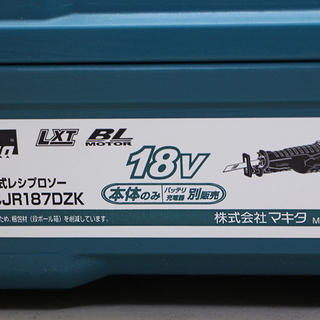 LXT BL MOTOR 18V
式レシプロソー
JR187DZK
本体のみ バッテリ 充電器 別販売
ため、梱包材(段ボール箱)を削減しています。
株式会社マキタ